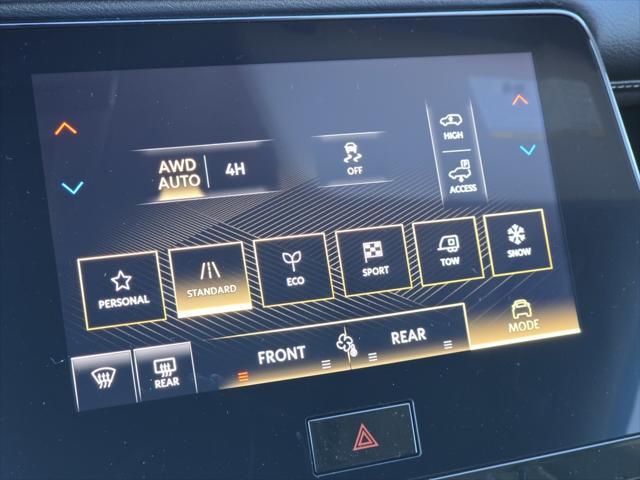 AWD AUTO
4H
OFF
HIGH
ACCESS
PERSONAL
STANDARD
ECO
SPORT
TOW
SNOW
REAR
FRONT
REAR
MODE